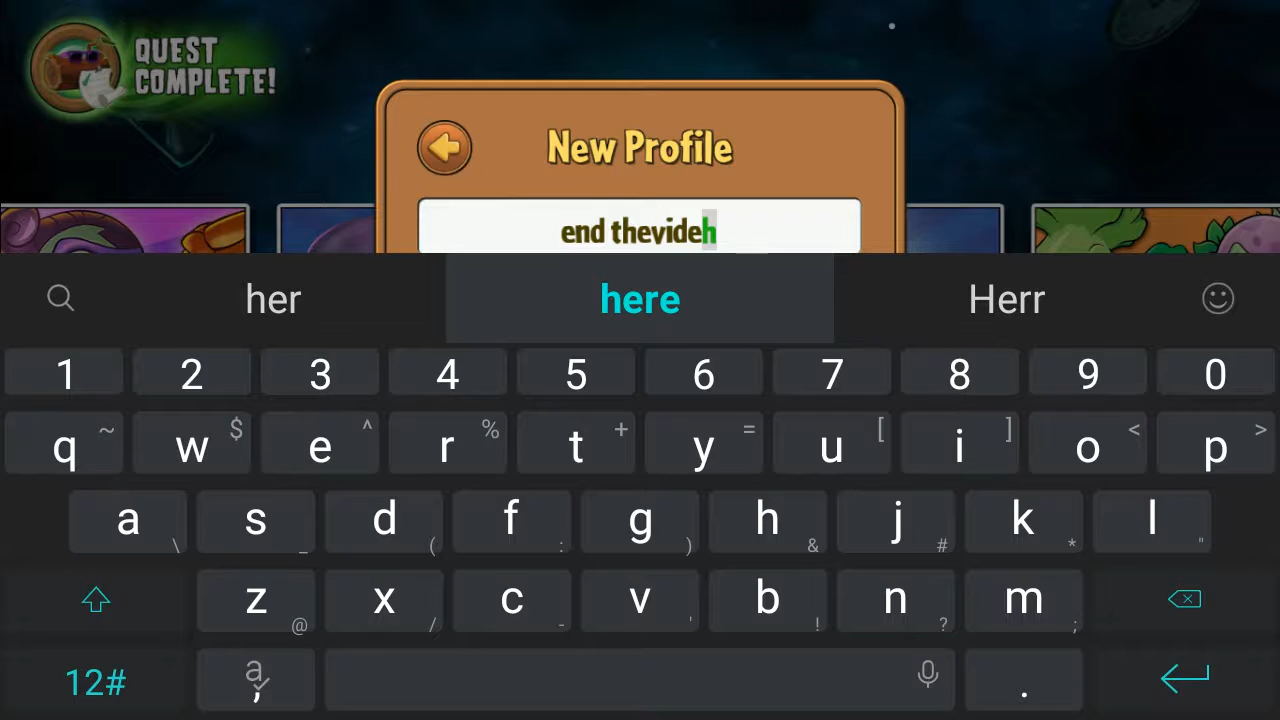 QUEST
COMPLETE!
New Profile
end thevideh
her here Herr
1 2 3 4 5 6 7 8 9 0
q ~ w $ e ^ r % t + y = u [ i ] o < p >
a \ s _ d ( f : g ) h & j # k * l "
z @ x / c - v ' b ! n ? m ;
12# a , .